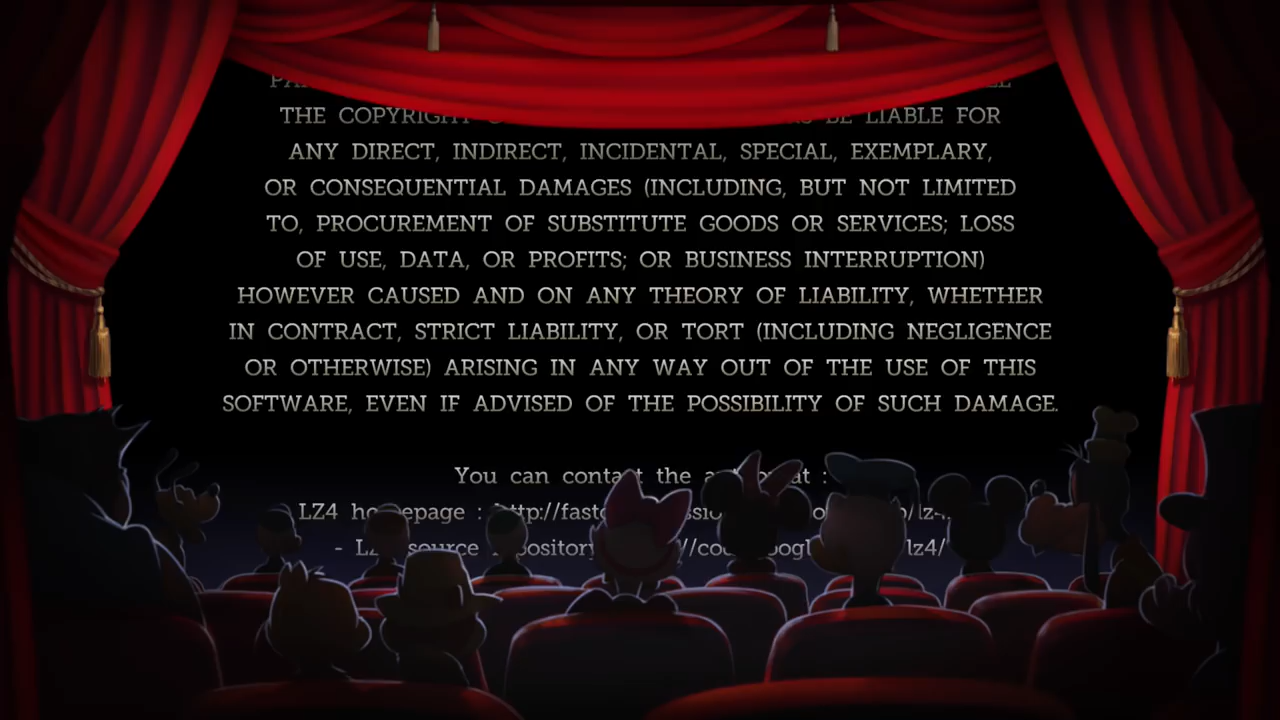 THE COPYRIGHT BE LIABLE FOR
ANY DIRECT, INDIRECT, INCIDENTAL, SPECIAL, EXEMPLARY,
OR CONSEQUENTIAL DAMAGES (INCLUDING, BUT NOT LIMITED
TO, PROCUREMENT OF SUBSTITUTE GOODS OR SERVICES; LOSS
OF USE, DATA, OR PROFITS; OR BUSINESS INTERRUPTION)
HOWEVER CAUSED AND ON ANY THEORY OF LIABILITY, WHETHER
IN CONTRACT, STRICT LIABILITY, OR TORT (INCLUDING NEGLIGENCE
OR OTHERWISE) ARISING IN ANY WAY OUT OF THE USE OF THIS
SOFTWARE, EVEN IF ADVISED OF THE POSSIBILITY OF SUCH DAMAGE.
You can contact the at :
LZ4 homepage :
- LZ4 source repository